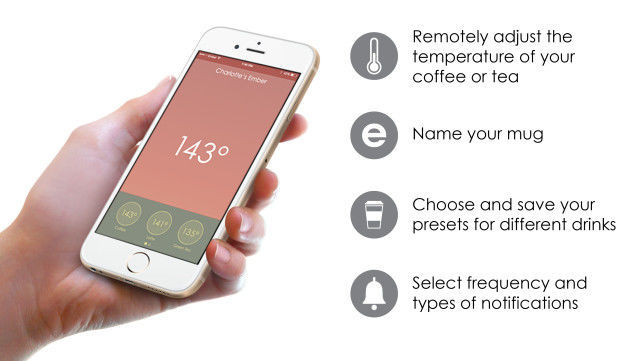 Charlotte's Ember
143°
143°
141°
135°
Coffee
Latte
Green Tea
Remotely adjust the
temperature of your
coffee or tea
e
Name your mug
Choose and save your
presets for different drinks
Select frequency and
types of notifications